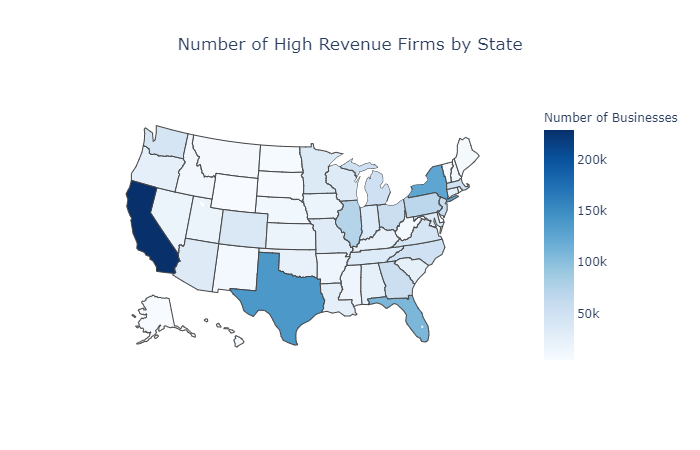 Number of High Revenue Firms by State
Number of Businesses
200k
150k
100k
50k